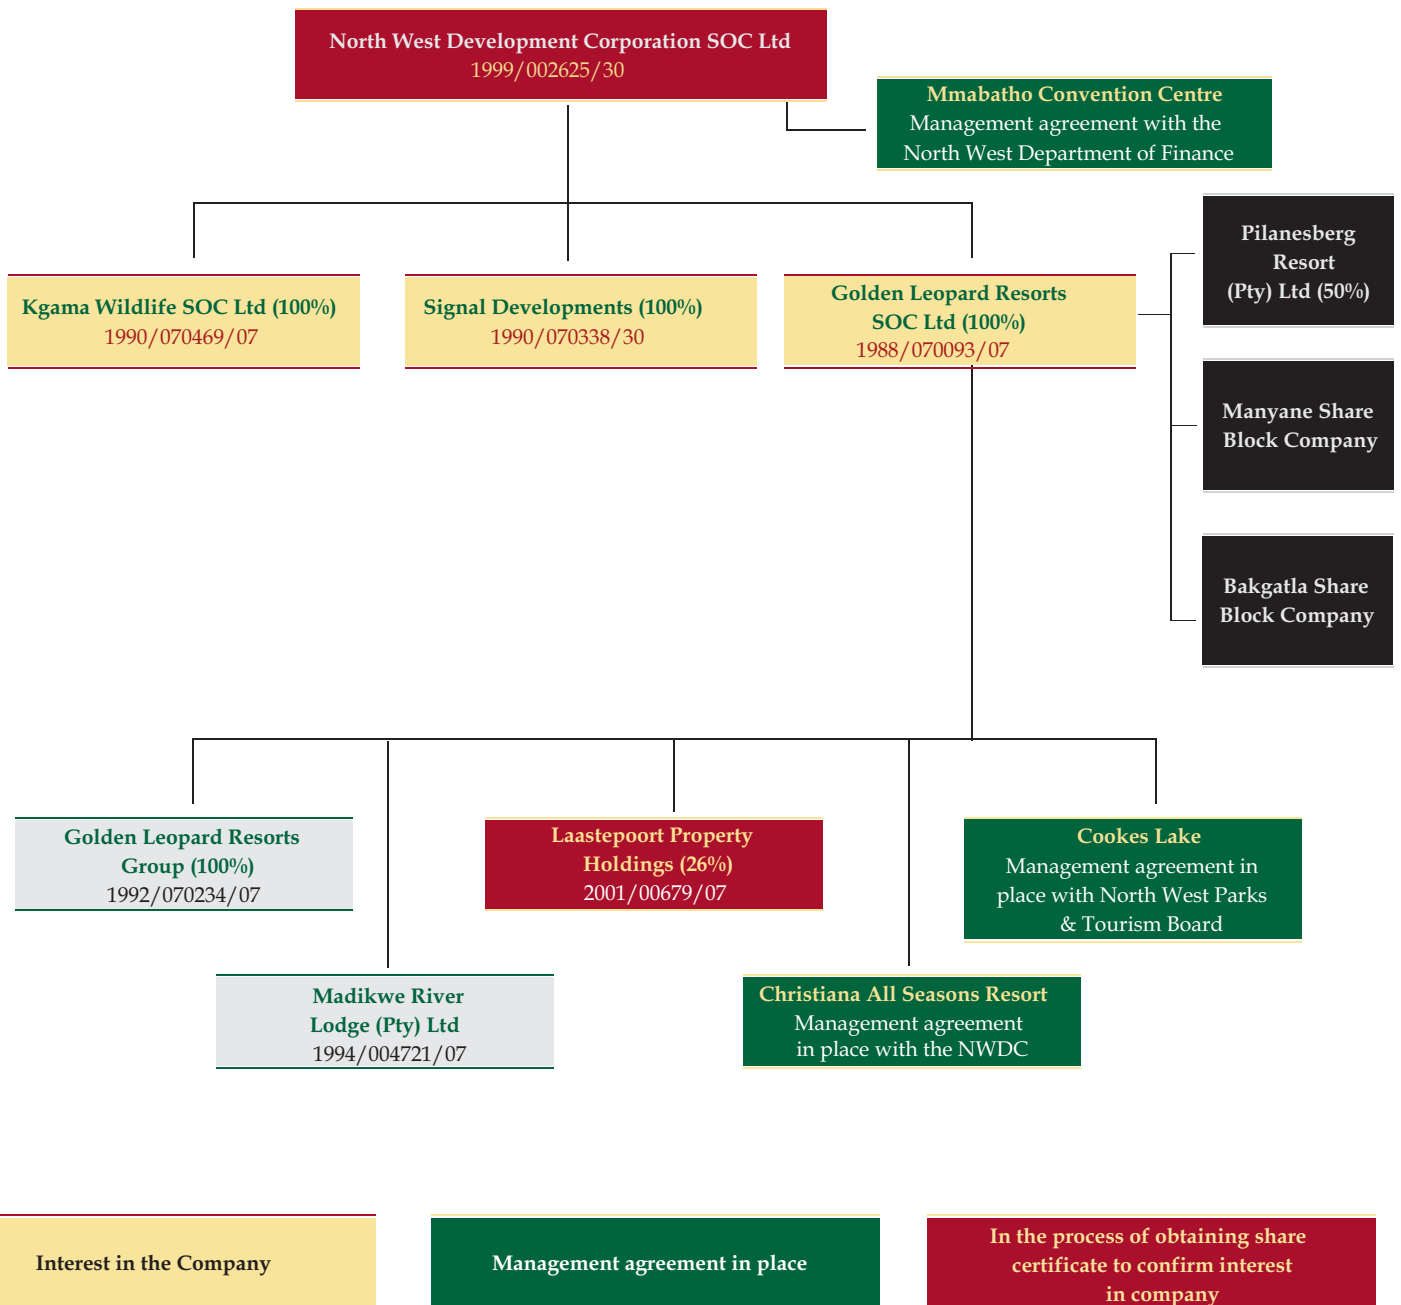 North West Development Corporation SOC Ltd
1999/002625/30
Mmabatho Convention Centre
Management agreement with the
North West Department of Finance
Kgama Wildlife SOC Ltd (100%)
1990/070469/07
Signal Developments (100%)
1990/070338/30
Golden Leopard Resorts
SOC Ltd (100%)
1988/070093/07
Pilanesberg
Resort
(Pty) Ltd (50%)
Manyane Share
Block Company
Bakgatla Share
Block Company
Golden Leopard Resorts
Group (100%)
1992/070234/07
Laastepoort Property
Holdings (26%)
2001/00679/07
Cookes Lake
Management agreement in
place with North West Parks
& Tourism Board
Madikwe River
Lodge (Pty) Ltd
1994/004721/07
Christiana All Seasons Resort
Management agreement
in place with the NWDC
Interest in the Company
Management agreement in place
In the process of obtaining share
certificate to confirm interest
in company